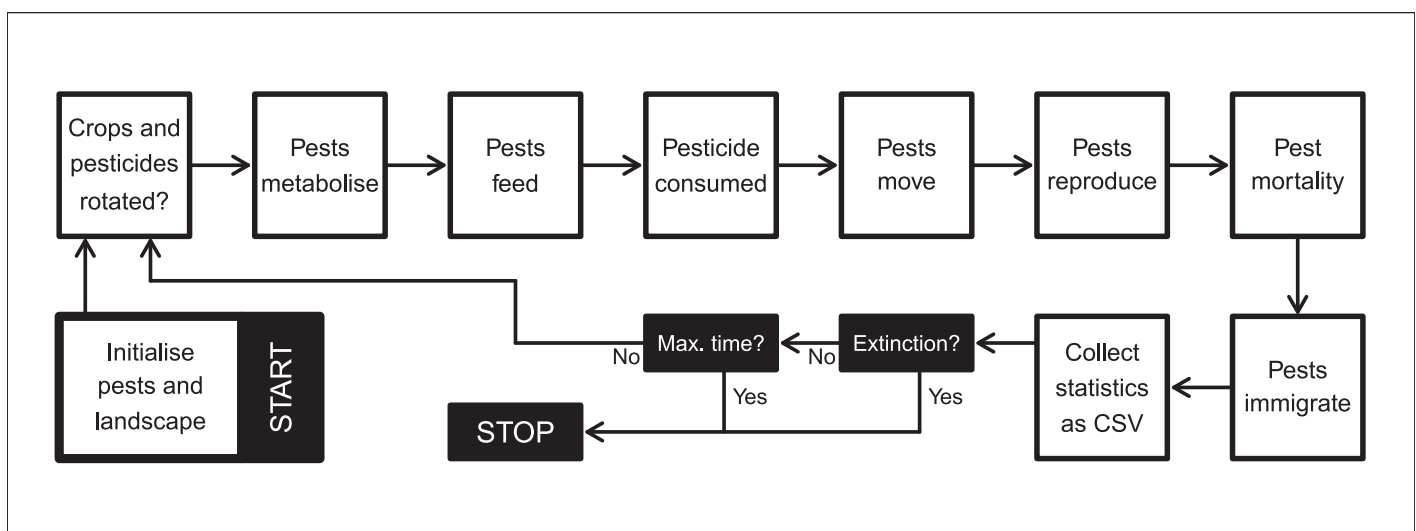 Crops and
pesticides
rotated?
Pests
metabolise
Pests
feed
Pesticide
consumed
Pests
move
Pests
reproduce
Pest
mortality
Initialise
pests and
landscape
START
No
Max. time?
No
Extinction?
Yes
Yes
STOP
Collect
statistics
as CSV
Pests
immigrate